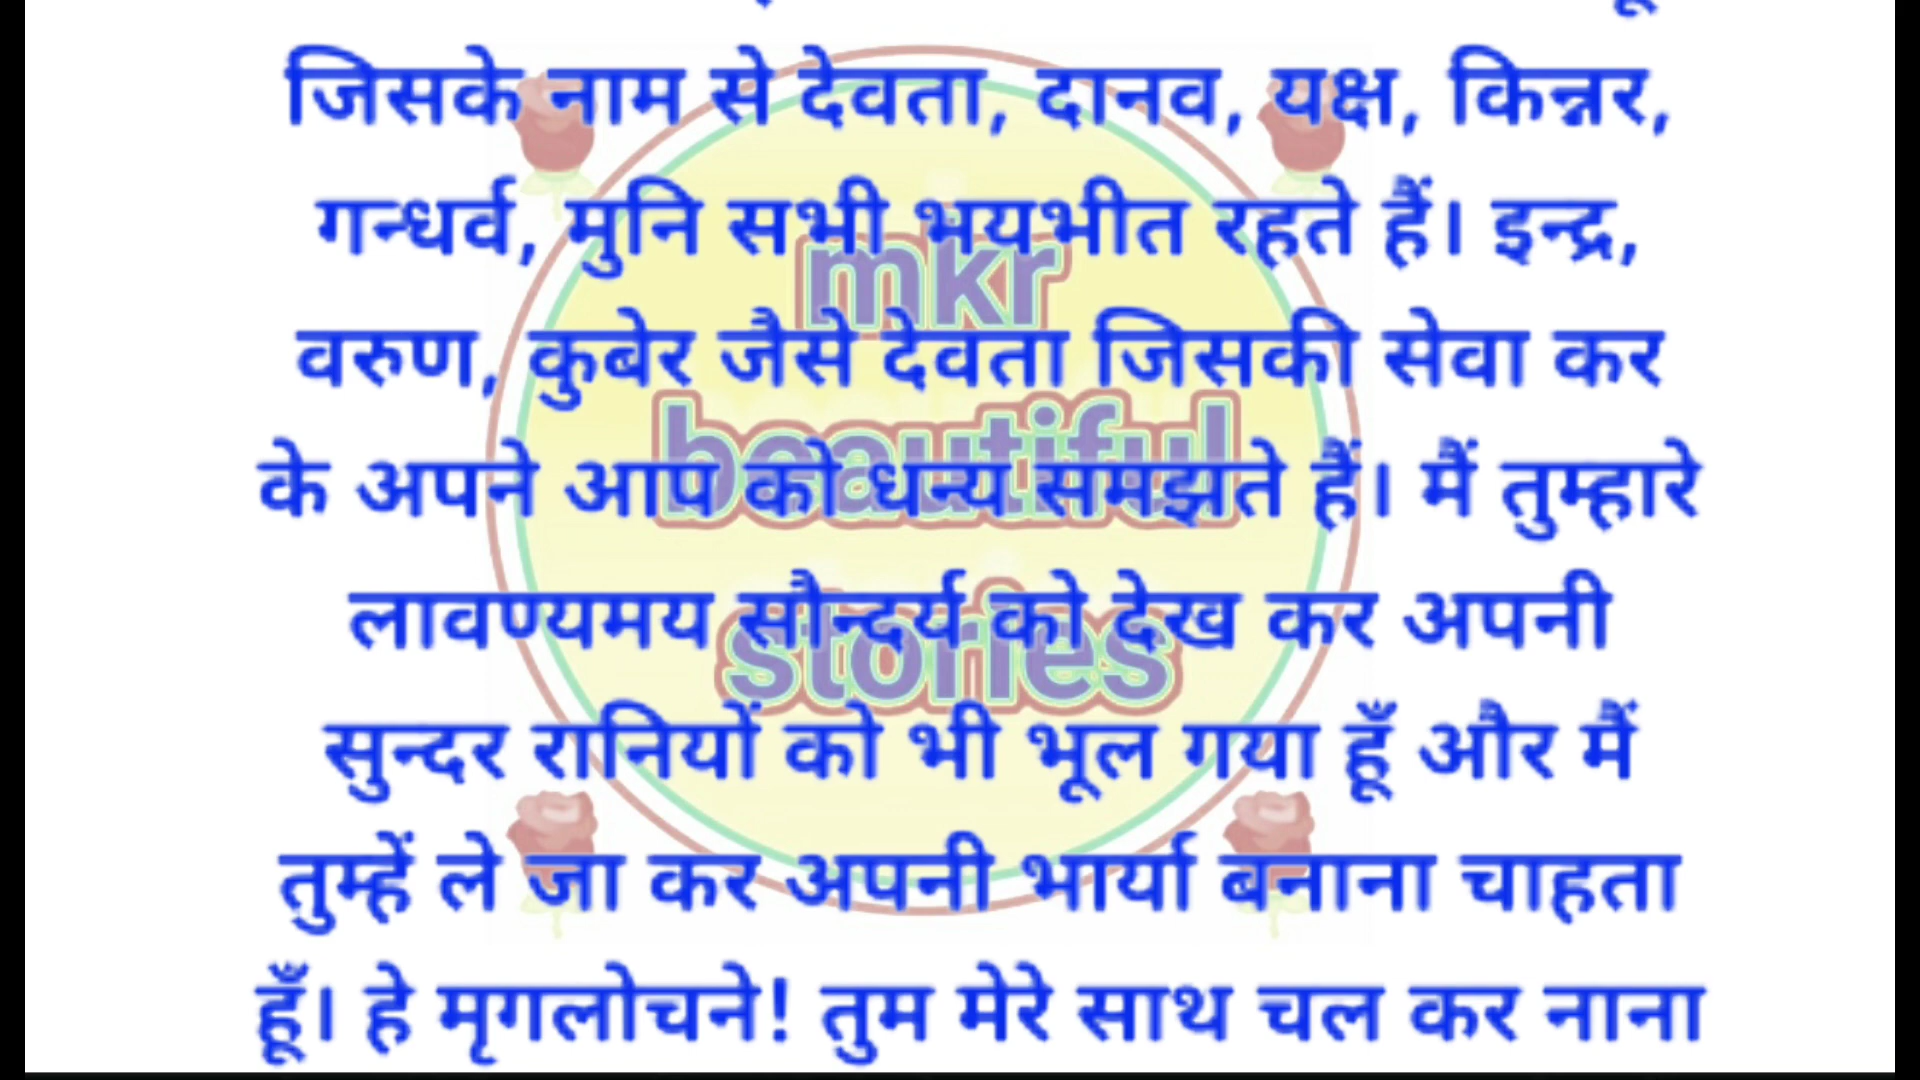 जिसके नाम से देवता, दानव, यक्ष, किन्नर,
गन्धर्व, मुनि सभी भयभीत रहते हैं। इन्द्र,
mkr
वरुण, कुबेर जैसे देवता जिसकी सेवा कर
beautiful
के अपने आप को धन्य समझते हैं। मैं तुम्हारे
लावण्यमय सौन्दर्य को देख कर अपनी
stories
सुन्दर रानियों को भी भूल गया हूँ और मैं
तुम्हें ले जा कर अपनी भार्या बनाना चाहता
हूँ। हे मृगलोचने! तुम मेरे साथ चल कर नाना